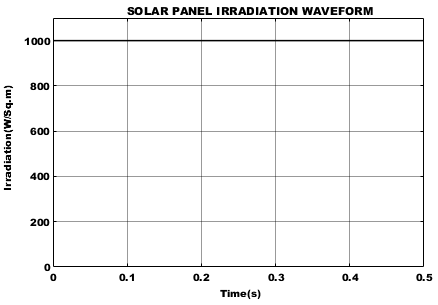 SOLAR PANEL IRRADIATION WAVEFORM
Irradiation(W/Sq.m)
1000
800
600
400
200
0
0 0.1 0.2 0.3 0.4 0.5
Time(s)